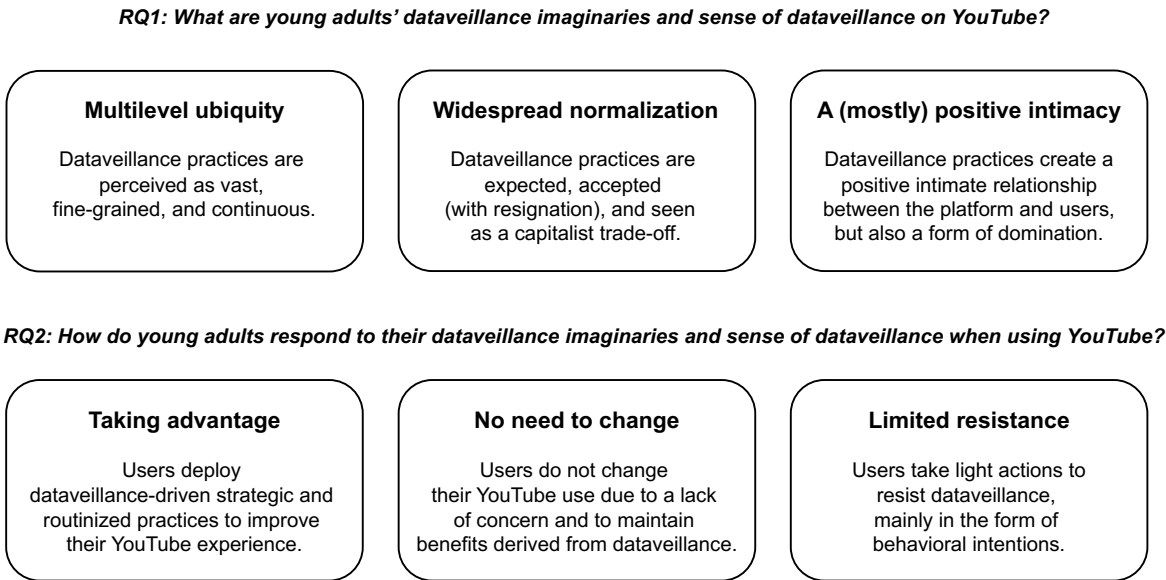 RQ1: What are young adults' dataveillance imaginaries and sense of dataveillance on YouTube?
Multilevel ubiquity
Dataveillance practices are
perceived as vast,
fine-grained, and continuous.
Widespread normalization
Dataveillance practices are
expected, accepted
(with resignation), and seen
as a capitalist trade-off.
A (mostly) positive intimacy
Dataveillance practices create a
positive intimate relationship
between the platform and users,
but also a form of domination.
RQ2: How do young adults respond to their dataveillance imaginaries and sense of dataveillance when using YouTube?
Taking advantage
Users deploy
dataveillance-driven strategic and
routinized practices to improve
their YouTube experience.
No need to change
Users do not change
their YouTube use due to a lack
of concern and to maintain
benefits derived from dataveillance.
Limited resistance
Users take light actions to
resist dataveillance,
mainly in the form of
behavioral intentions.